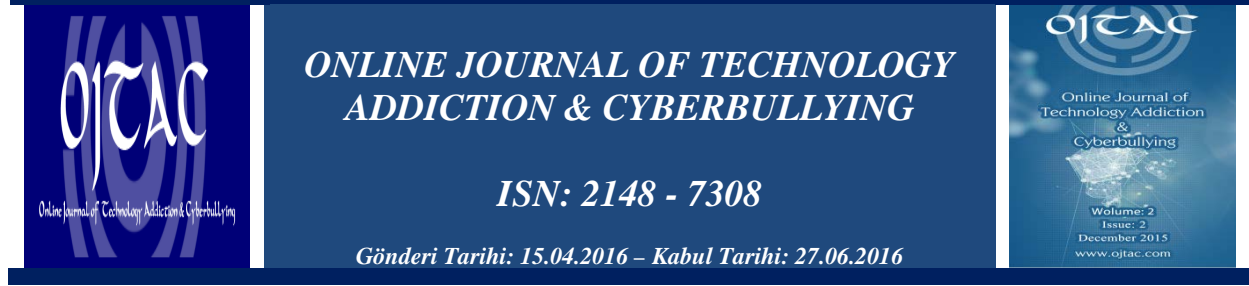 OJTAC
Online Journal of Technology Addiction & Cyberbullying
ONLINE JOURNAL OF TECHNOLOGY
ADDICTION & CYBERBULLYING
ISN: 2148 - 7308
Gönderi Tarihi: 15.04.2016 – Kabul Tarihi: 27.06.2016
OJTAC
Online Journal of
Technology Addiction
&
Cyberbullying
Wolume: 2
Issue: 2
December 2015
www.ojtac.com